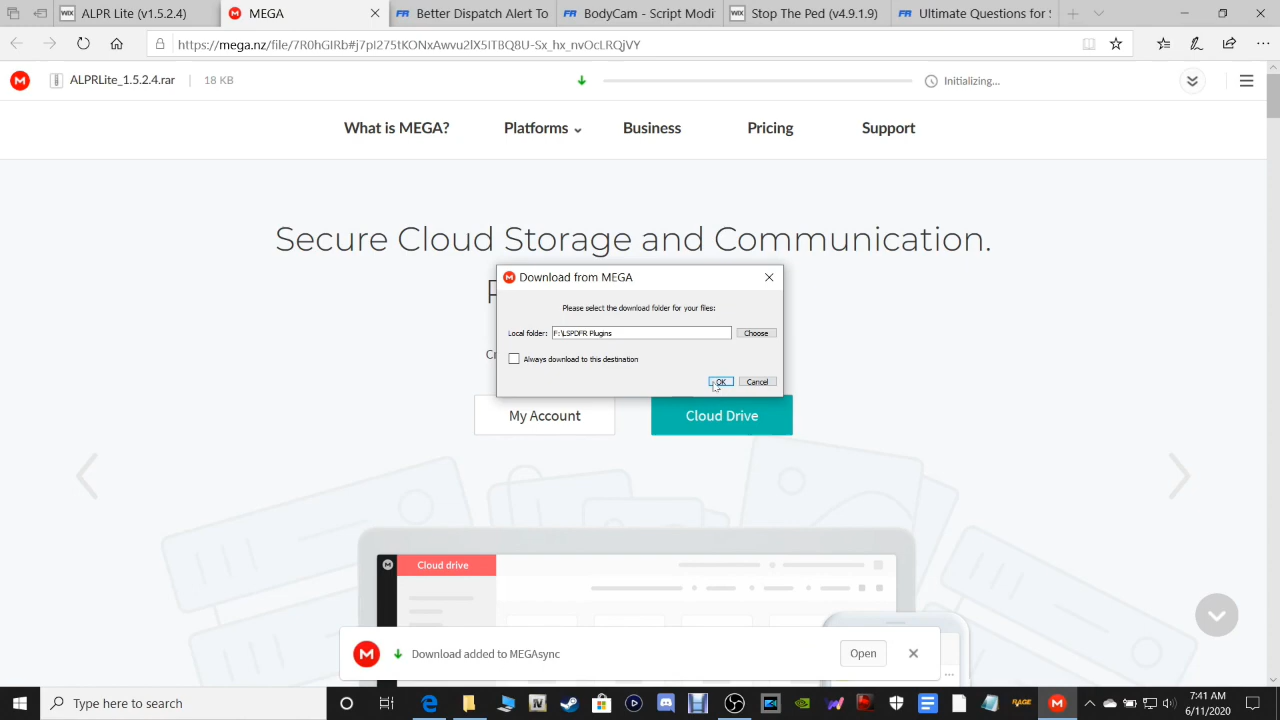 ALPR Lite (v1.5.2.4)
MEGA
Better Dispatch Alert To
BodyCam - Script Modi
Stop The Ped (v4.9.1.9)
Ultimate Questions for S
WIX
WIX
https://mega.nz/file/
ALPRLite_1.5.2.4.rar
18 KB
Initializing...
What is MEGA?
Platforms
Business
Pricing
Support
Secure Cloud Storage and Communication.
Download from MEGA
Please select the download folder for your files:
Local folder:
F:\LSPDFR Plugins
Choose
Always download to this destination
OK
Cancel
My Account
Cloud Drive
Cloud drive
Download added to MEGAsync
Open
Type here to search
RAGE
7:41 AM
6/11/2020